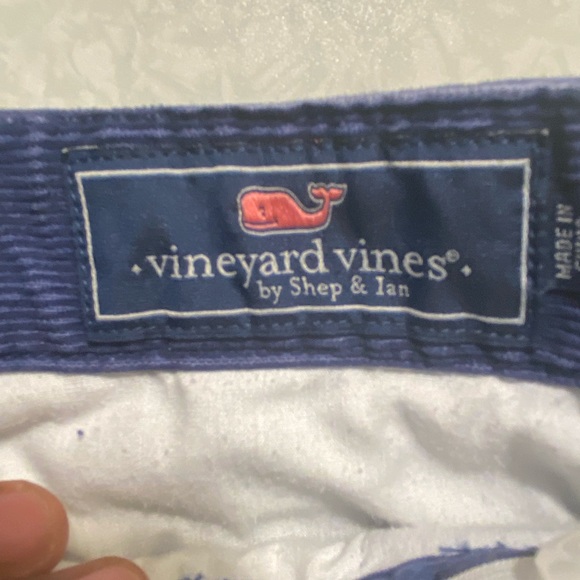 ·vineyard vines®·
by Shep & Ian
MADE IN